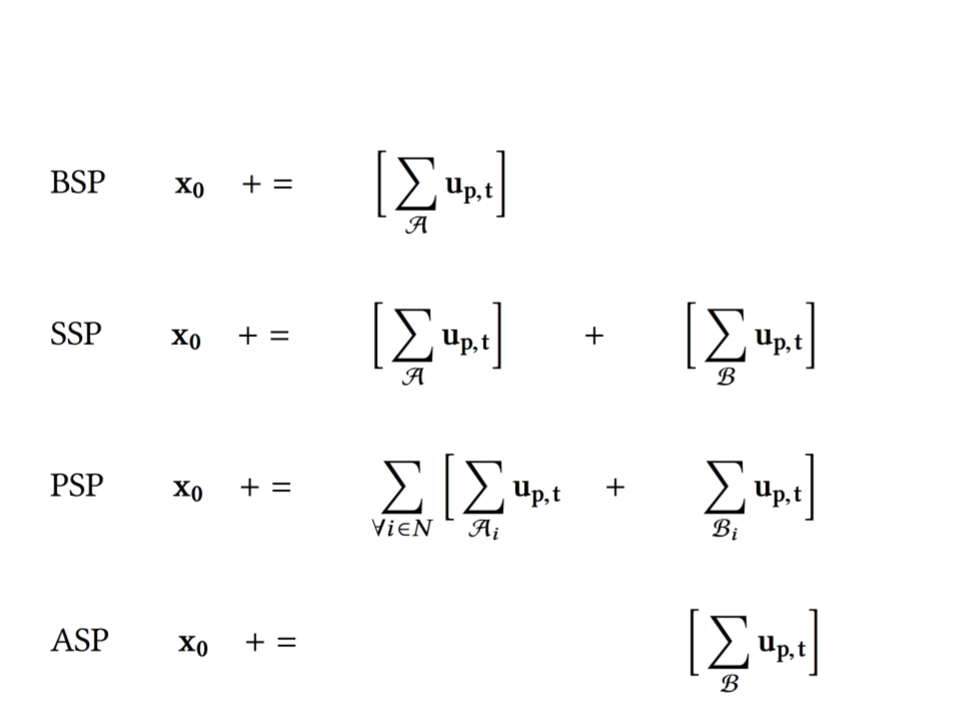 BSP x₀ += [∑_𝒜 u_{p,t}]
SSP x₀ += [∑_𝒜 u_{p,t}] + [∑_ℬ u_{p,t}]
PSP x₀ += ∑_{∀i∈N} [∑_{𝒜_i} u_{p,t} + ∑_{ℬ_i} u_{p,t}]
ASP x₀ += [∑_ℬ u_{p,t}]